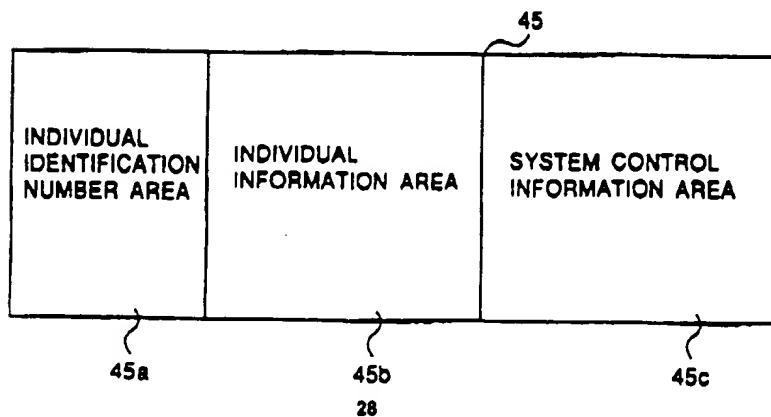 45
INDIVIDUAL
IDENTIFICATION
NUMBER AREA
INDIVIDUAL
INFORMATION AREA
SYSTEM CONTROL
INFORMATION AREA
45a
45b
45c
28